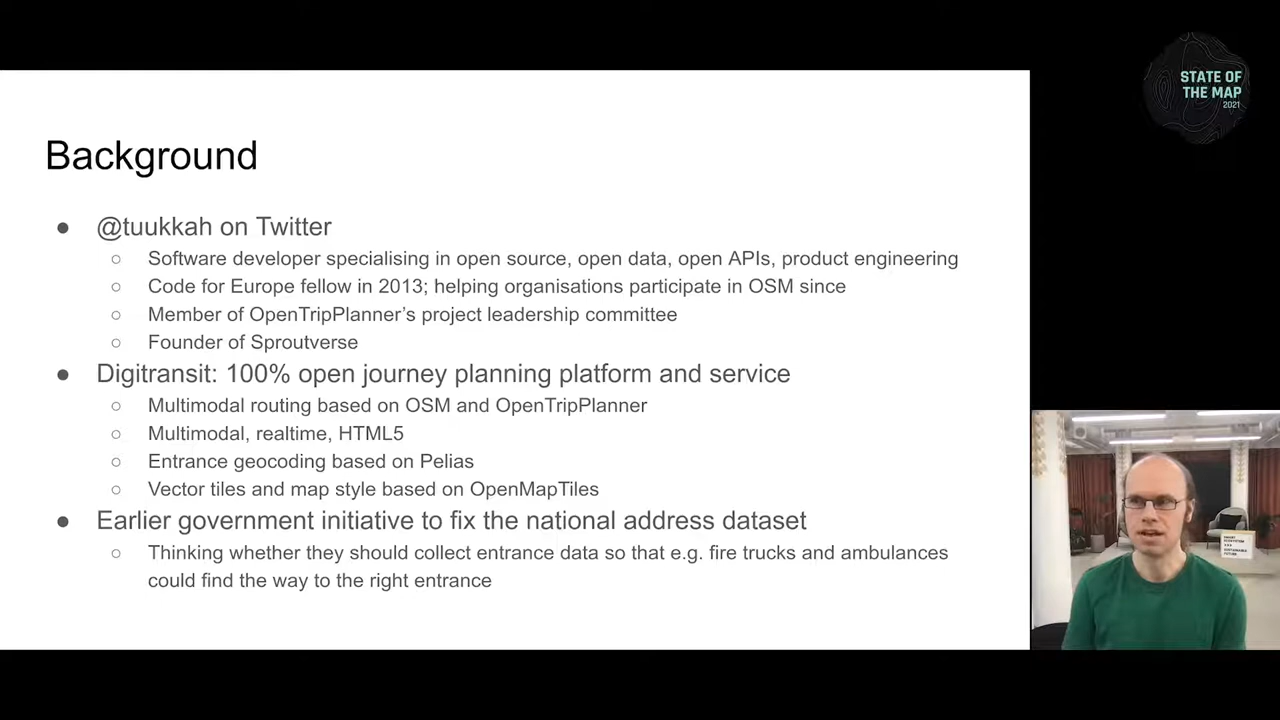 STATE OF
THE MAP
2021
Background
● @tuukkah on Twitter
○ Software developer specialising in open source, open data, open APIs, product engineering
○ Code for Europe fellow in 2013; helping organisations participate in OSM since
○ Member of OpenTripPlanner’s project leadership committee
○ Founder of Sproutverse
● Digitransit: 100% open journey planning platform and service
○ Multimodal routing based on OSM and OpenTripPlanner
○ Multimodal, realtime, HTML5
○ Entrance geocoding based on Pelias
○ Vector tiles and map style based on OpenMapTiles
● Earlier government initiative to fix the national address dataset
○ Thinking whether they should collect entrance data so that e.g. fire trucks and ambulances
could find the way to the right entrance